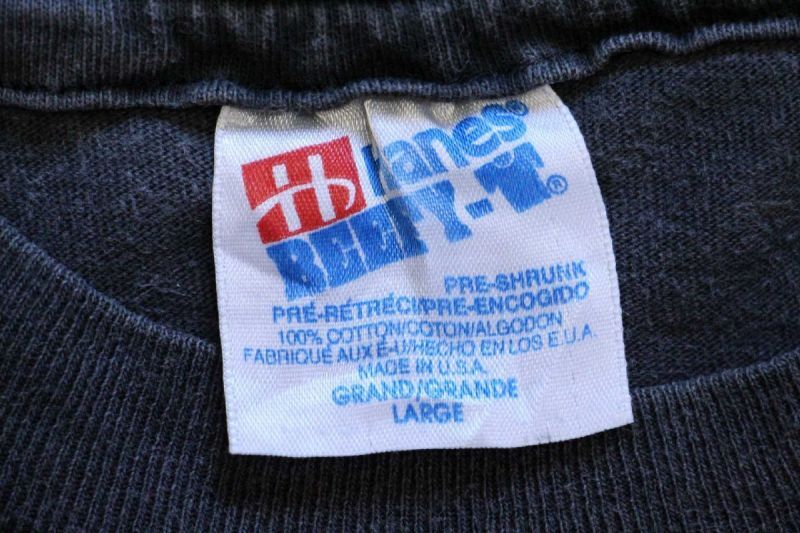 H Hanes®
BEEFY-T®
PRE-SHRUNK
PRÉ-RÉTRÉCI/PRE-ENCOGIDO
100% COTTON/COTON/ALGODON
FABRIQUÉ AUX É-U/HECHO EN LOS E.U.A.
MADE IN U.S.A.
GRAND/GRANDE
LARGE